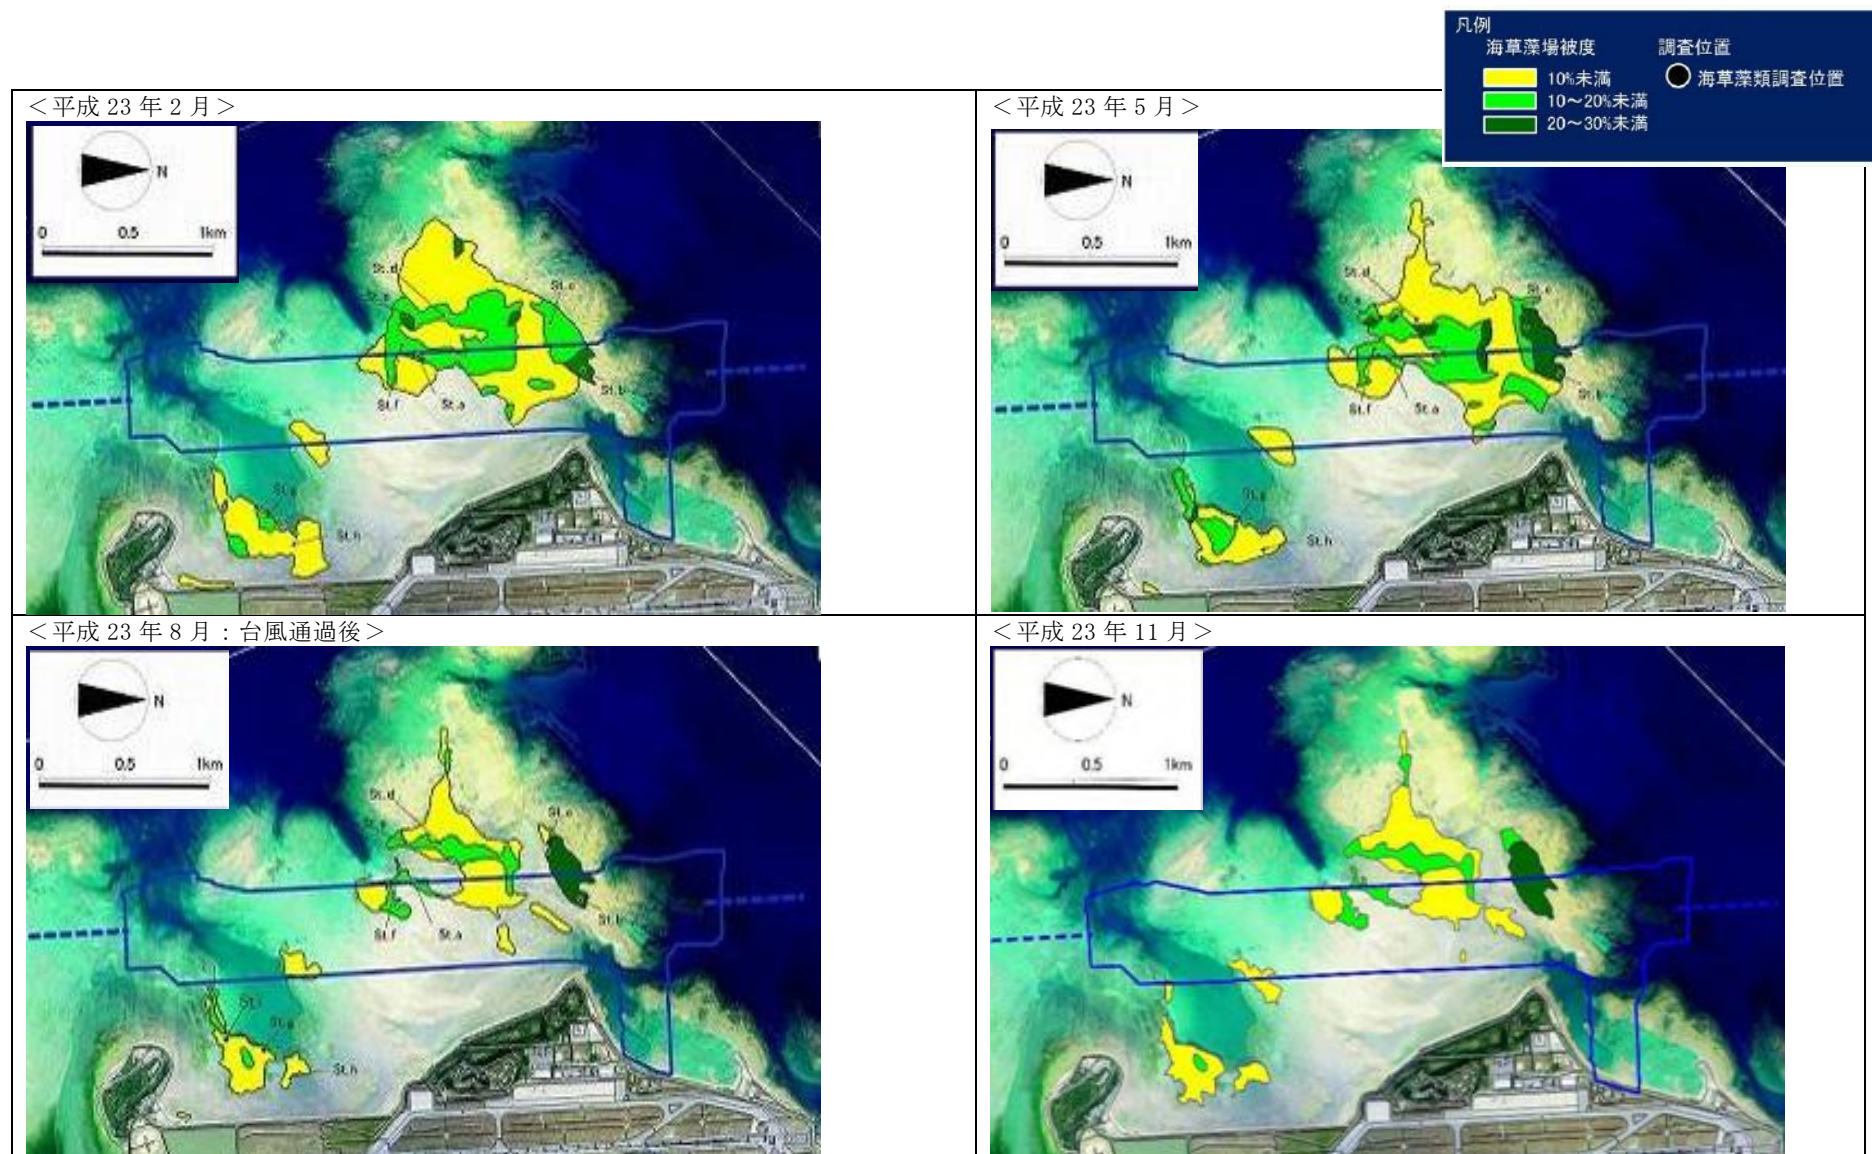 凡例
海草藻場被度 調査位置
10%未満 海草藻類調査位置
10～20%未満
20～30%未満
＜平成 23 年 2 月＞
N
0 0.5 1km
St.d
St.c
St.b
St.f St.a
St.g
St.h
＜平成 23 年 5 月＞
N
0 0.5 1km
St.d
St.c
St.e
St.b
St.f St.a
St.g
St.h
＜平成 23 年 8 月：台風通過後＞
N
0 0.5 1km
St.d
St.c
St.b
St.f St.a
St.i
St.g
St.h
＜平成 23 年 11 月＞
N
0 0.5 1km